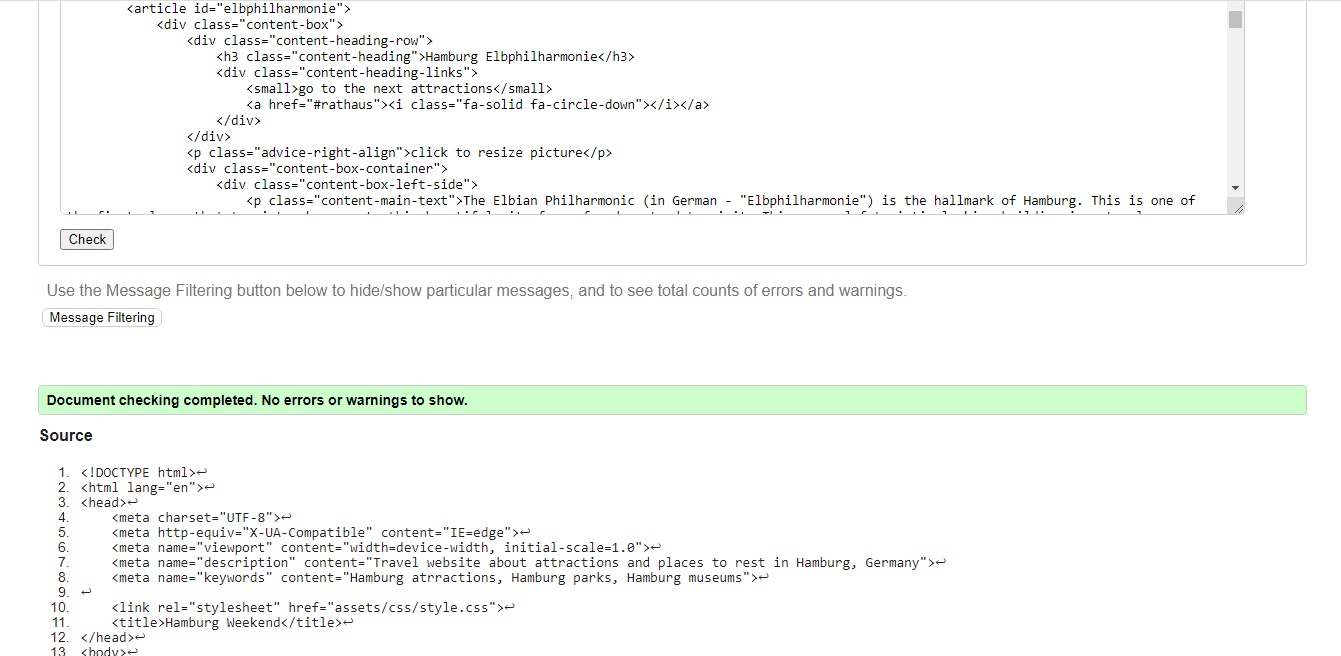 <article id="elbphilharmonie">
<div class="content-box">
<div class="content-heading-row">
<h3 class="content-heading">Hamburg Elbphilharmonie</h3>
<div class="content-heading-links">
<small>go to the next attractions</small>
<a href="#rathaus"><i class="fa-solid fa-circle-down"></i></a>
</div>
</div>
<p class="advice-right-align">click to resize picture</p>
<div class="content-box-container">
<div class="content-box-left-side">
<p class="content-main-text">The Elbian Philharmonic (in German - "Elbphilharmonie") is the hallmark of Hamburg. This is one of
Check
Use the Message Filtering button below to hide/show particular messages, and to see total counts of errors and warnings.
Message Filtering
Document checking completed. No errors or warnings to show.
Source
1. <!DOCTYPE html>↩
2. <html lang="en">↩
3. <head>↩
4. <meta charset="UTF-8">↩
5. <meta http-equiv="X-UA-Compatible" content="IE=edge">↩
6. <meta name="viewport" content="width=device-width, initial-scale=1.0">↩
7. <meta name="description" content="Travel website about attractions and places to rest in Hamburg, Germany">↩
8. <meta name="keywords" content="Hamburg atrractions, Hamburg parks, Hamburg museums">↩
9. ↩
10. <link rel="stylesheet" href="assets/css/style.css">↩
11. <title>Hamburg Weekend</title>↩
12. </head>↩
13. <body>↩